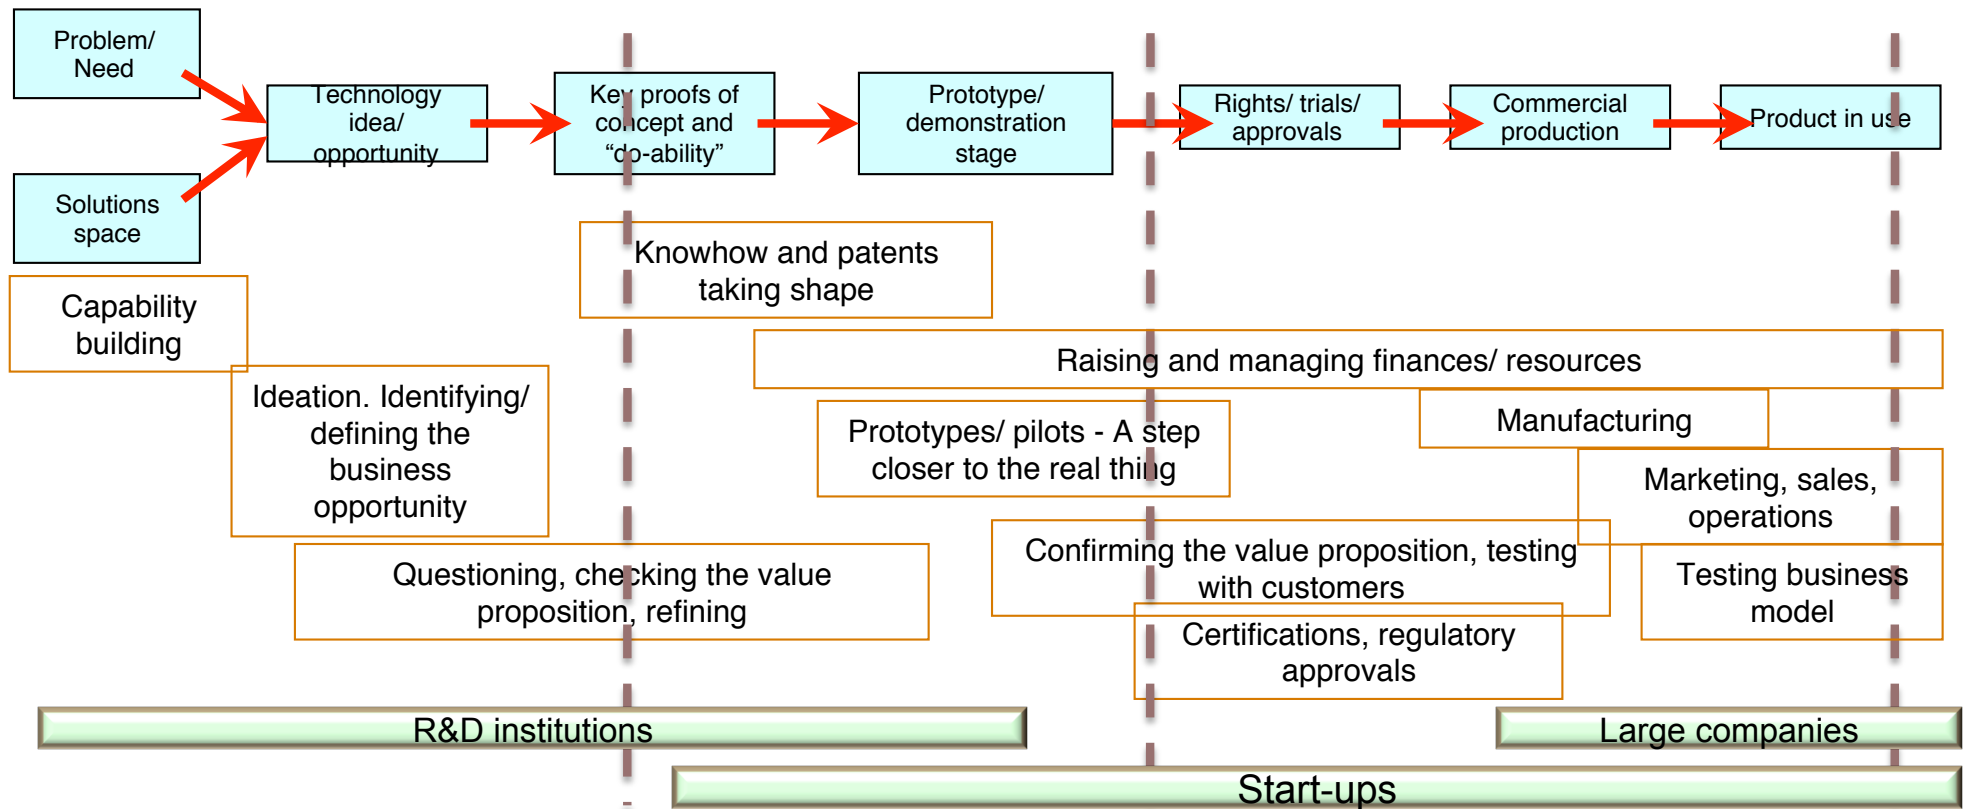 Problem/
Need
Technology
idea/
opportunity
Key proofs of
concept and
“do-ability”
Prototype/
demonstration
stage
Rights/ trials/
approvals
Commercial
production
Product in use
Solutions
space
Knowhow and patents
taking shape
Capability
building
Raising and managing finances/ resources
Ideation. Identifying/
defining the
business
opportunity
Prototypes/ pilots - A step
closer to the real thing
Manufacturing
Marketing, sales,
operations
Confirming the value proposition, testing
with customers
Questioning, checking the value
proposition, refining
Testing business
model
Certifications, regulatory
approvals
R&D institutions
Large companies
Start-ups